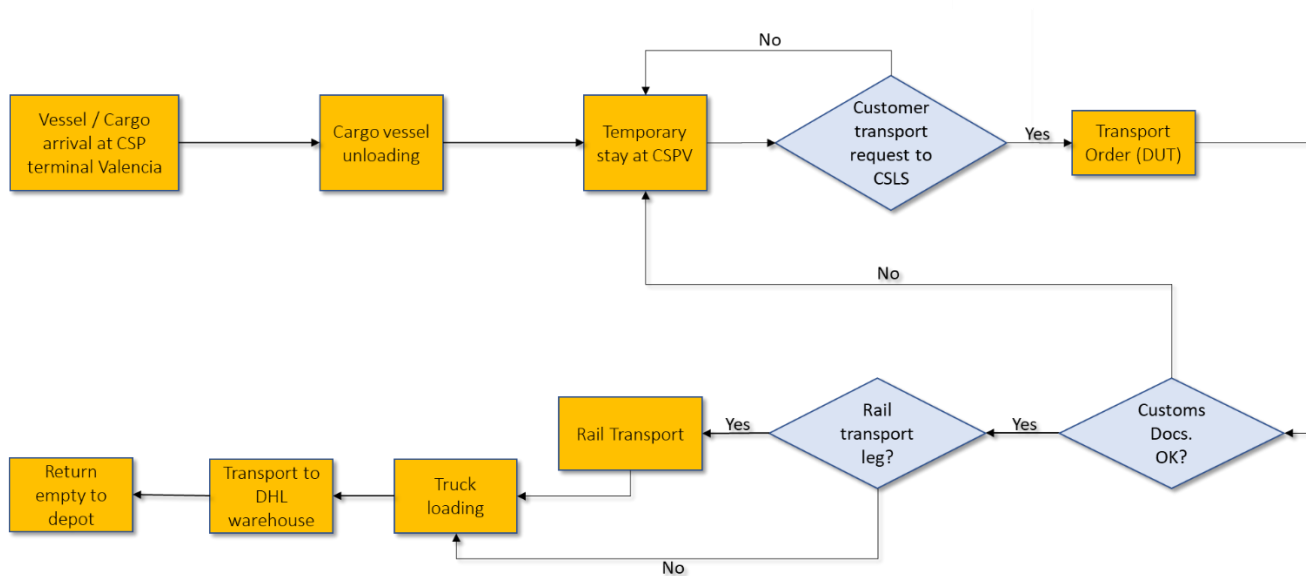 No
Vessel / Cargo
arrival at CSP
terminal Valencia
Cargo vessel
unloading
Temporary
stay at CSPV
Customer
transport
request to
CSLS
Yes
Transport
Order (DUT)
No
Customs
Docs.
OK?
Yes
Rail
transport
leg?
Yes
Rail Transport
Truck
loading
Transport to
DHL
warehouse
Return
empty to
depot
No